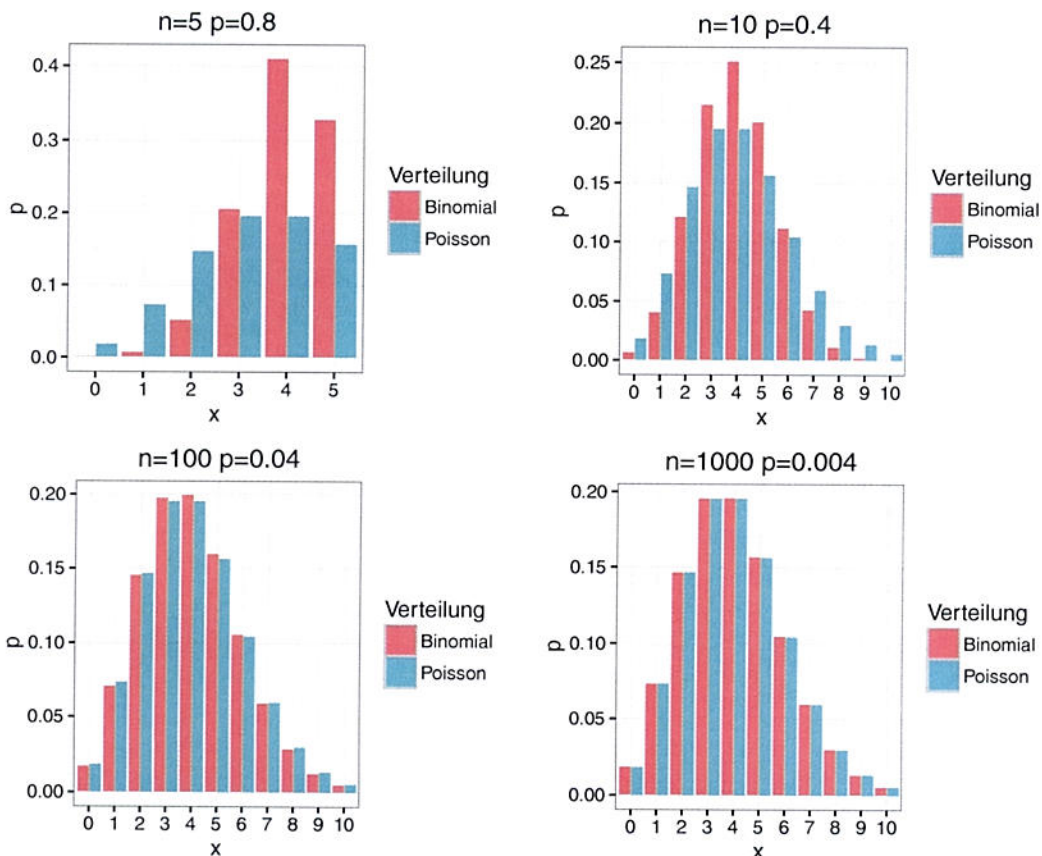 n=5 p=0.8
0.4
0.3
0.2
0.1
0.0
p
0 1 2 3 4 5
x
Verteilung
Binomial
Poisson
n=10 p=0.4
0.25
0.20
0.15
0.10
0.05
0.00
p
0 1 2 3 4 5 6 7 8 9 10
x
Verteilung
Binomial
Poisson
n=100 p=0.04
0.20
0.15
0.10
0.05
0.00
p
0 1 2 3 4 5 6 7 8 9 10
x
Verteilung
Binomial
Poisson
n=1000 p=0.004
0.20
0.15
0.10
0.05
0.00
p
0 1 2 3 4 5 6 7 8 9 10
x
Verteilung
Binomial
Poisson